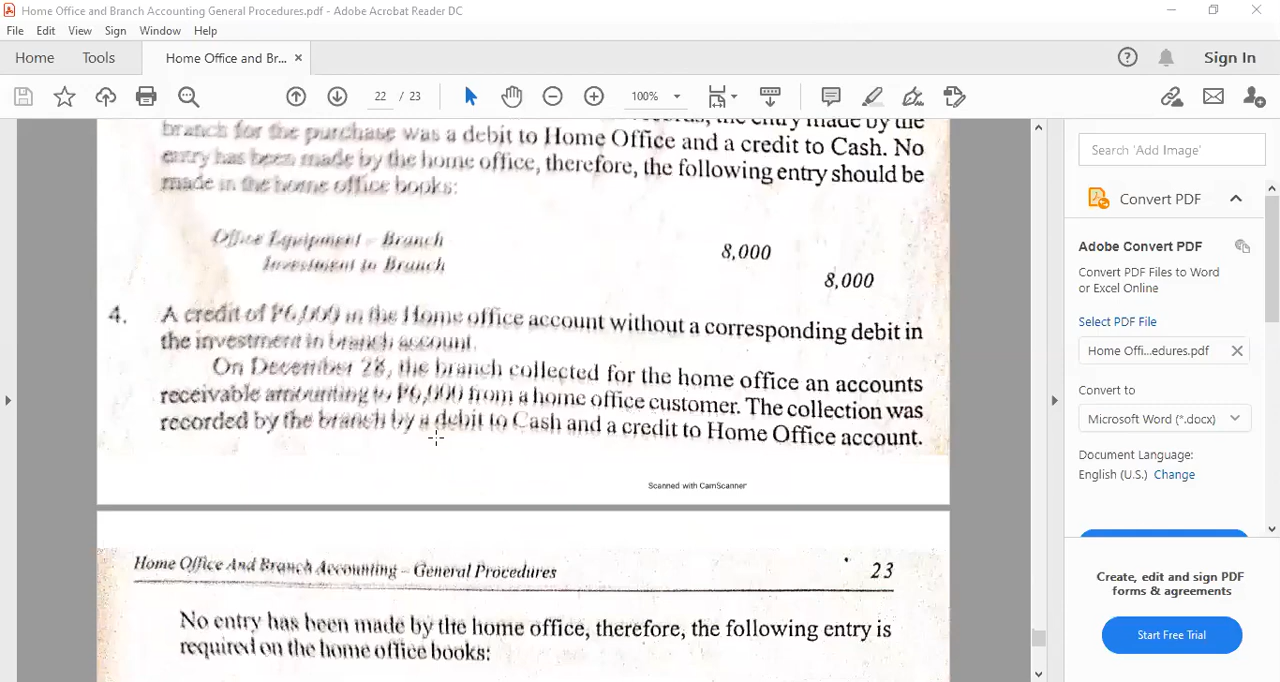 Home Office and Branch Accounting General Procedures.pdf - Adobe Acrobat Reader DC
File Edit View Sign Window Help
Home Tools Home Office and Br... × Sign In
22 / 23 100%
branch for the purchase was a debit to Home Office and a credit to Cash. No
entry has been made by the home office, therefore, the following entry should be
made in the home office books:
Office Equipment – Branch 8,000
Investment in Branch 8,000
4. A credit of P6,000 in the Home office account without a corresponding debit in
the investment in branch account.
On December 28, the branch collected for the home office an accounts
receivable amounting to P6,000 from a home office customer. The collection was
recorded by the branch by a debit to Cash and a credit to Home Office account.
Scanned with CamScanner
Home Office And Branch Accounting – General Procedures 23
No entry has been made by the home office, therefore, the following entry is
required on the home office books:
Search 'Add Image'
Convert PDF
Adobe Convert PDF
Convert PDF Files to Word
or Excel Online
Select PDF File
Home Offi...edures.pdf
Convert to
Microsoft Word (*.docx)
Document Language:
English (U.S.) Change
Create, edit and sign PDF
forms & agreements
Start Free Trial